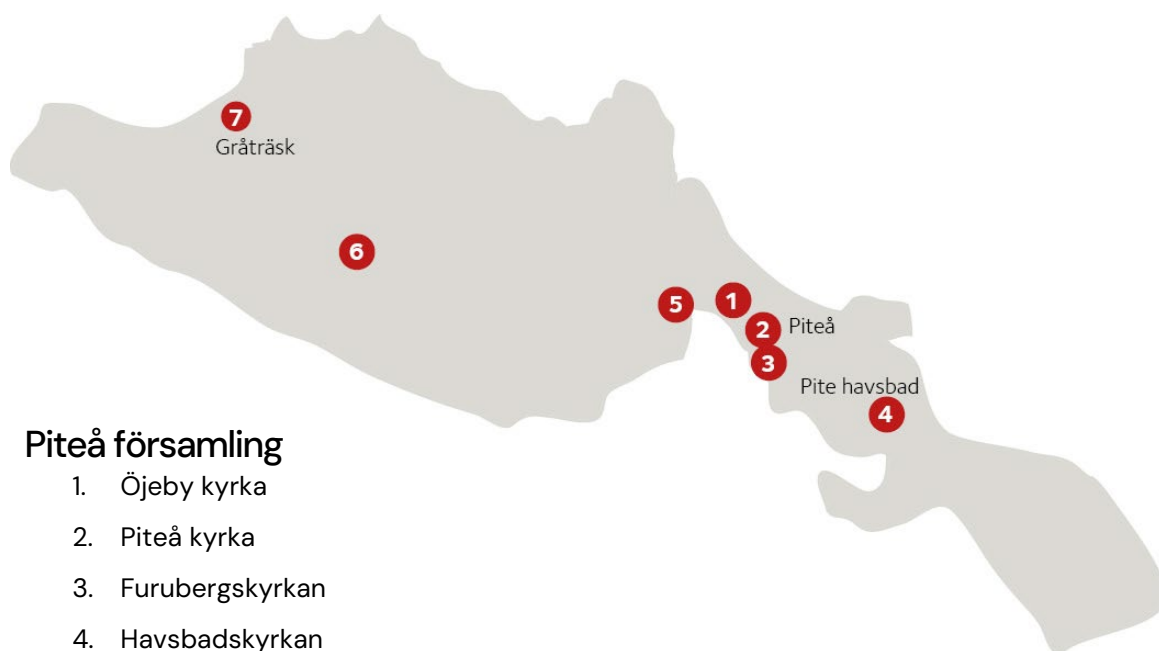 7
Gråträsk
6
5
1
2
Piteå
3
Pite havsbad
4
Piteå församling
1. Öjeby kyrka
2. Piteå kyrka
3. Furubergskyrkan
4. Havsbadskyrkan